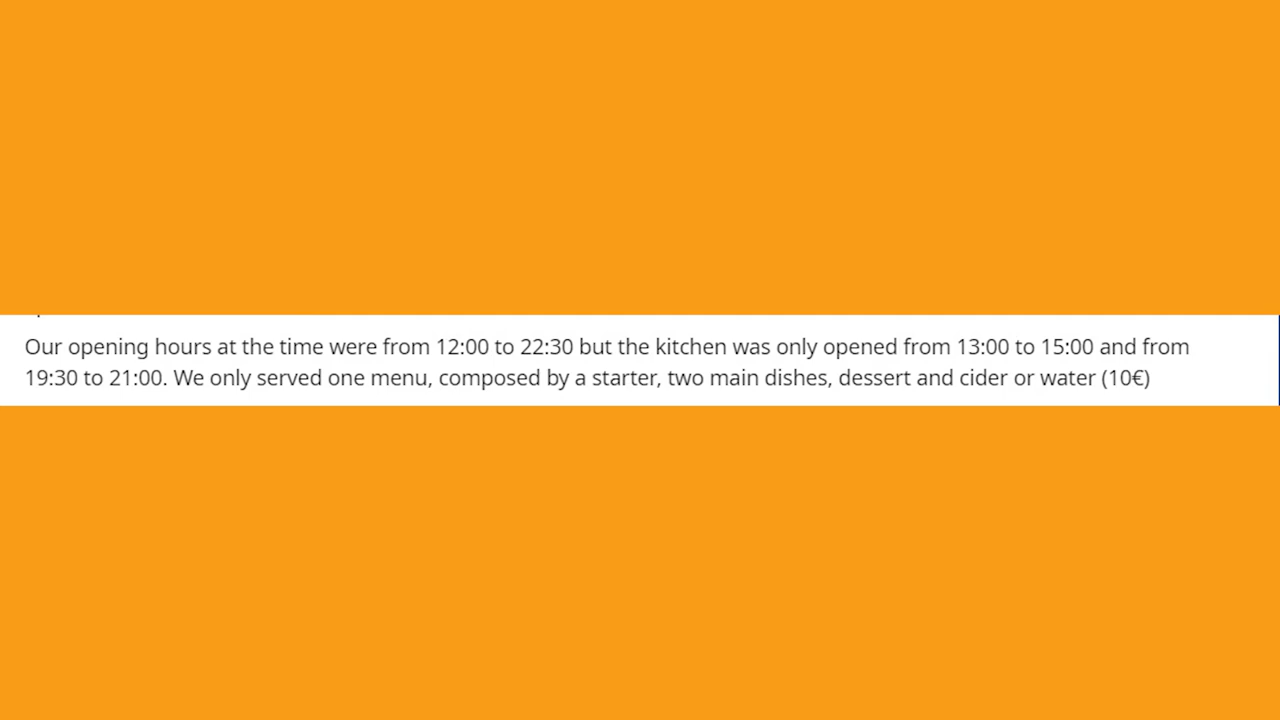 Our opening hours at the time were from 12:00 to 22:30 but the kitchen was only opened from 13:00 to 15:00 and from
19:30 to 21:00. We only served one menu, composed by a starter, two main dishes, dessert and cider or water (10€)